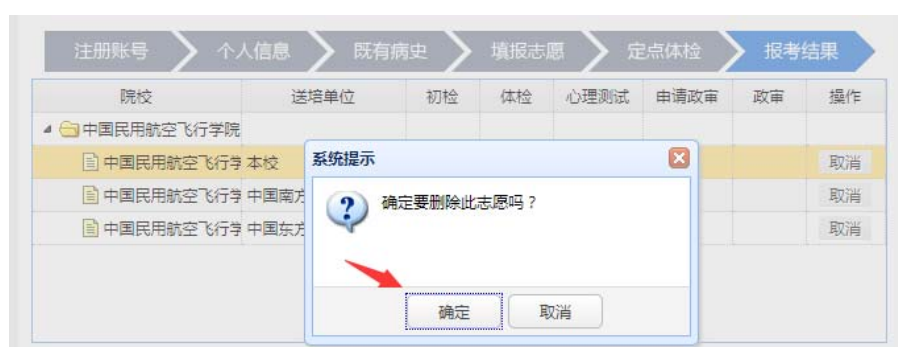 注册账号 个人信息 既有病史 填报志愿 定点体检 报考结果
院校 送培单位 初检 体检 心理测试 申请政审 政审 操作
中国民用航空飞行学院
中国民用航空飞行学 本校 取消
中国民用航空飞行学 中国南方 取消
中国民用航空飞行学 中国东方 取消
系统提示
确定要删除此志愿吗？
确定 取消